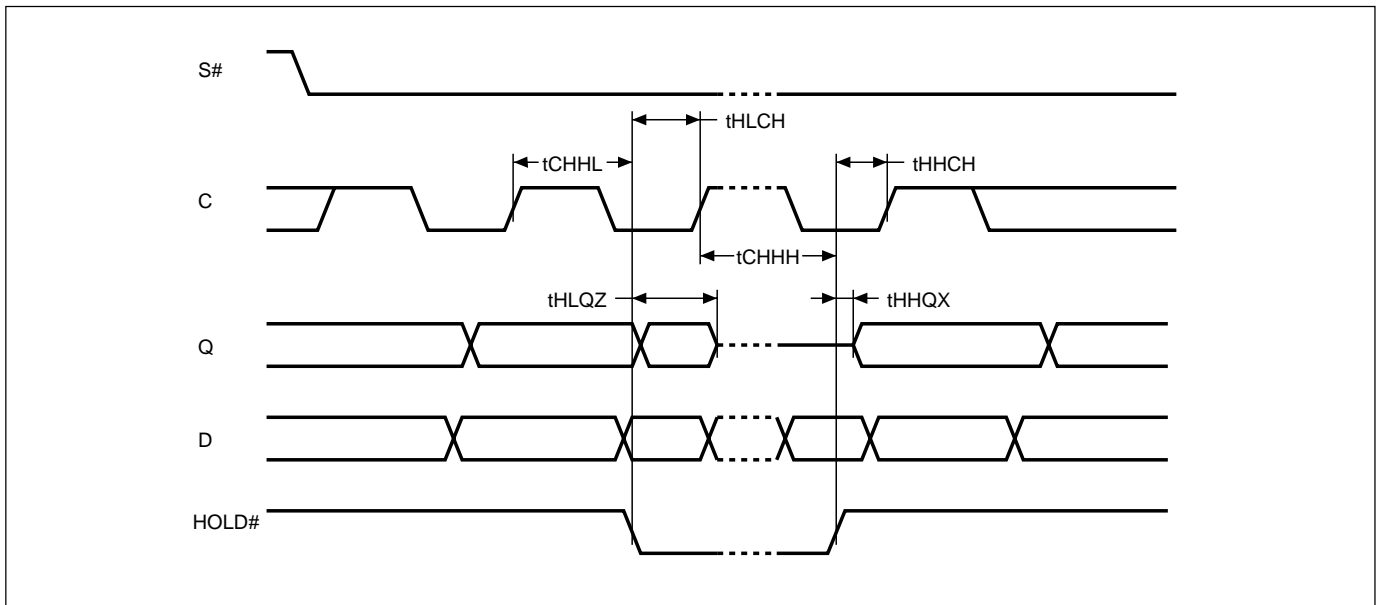 S#
tHLCH
tCHHL
tHHCH
C
tCHHH
tHLQZ
tHHQX
Q
D
HOLD#